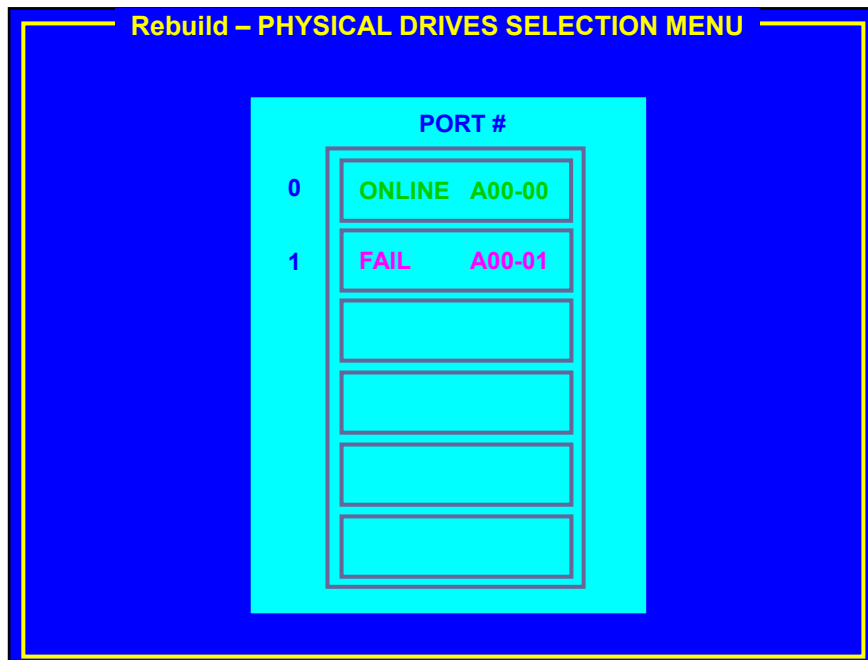 Rebuild – PHYSICAL DRIVES SELECTION MENU
PORT #
0 ONLINE A00-00
1 FAIL A00-01